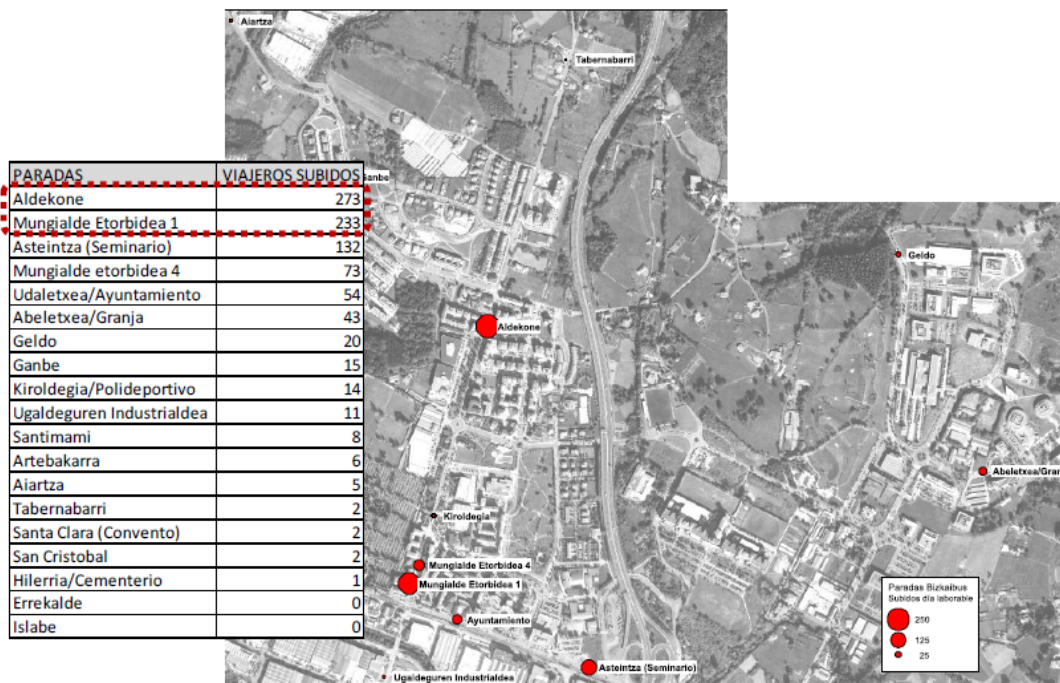 Aiartza
Tabernabarri
Ganbe
PARADAS VIAJEROS SUBIDOS
Aldekone 273
Mungialde Etorbidea 1 233
Asteintza (Seminario) 132
Mungialde etorbidea 4 73
Udaletxea/Ayuntamiento 54
Abeletxea/Granja 43
Geldo 20
Ganbe 15
Kiroldegia/Polideportivo 14
Ugaldeguren Industrialdea 11
Santimami 8
Artebakarra 6
Aiartza 5
Tabernabarri 2
Santa Clara (Convento) 2
San Cristobal 2
Hilerria/Cementerio 1
Errekalde 0
Islabe 0
Geldo
Aldekone
Abeletxea/Gran
Kiroldegia
Mungialde Etorbidea 4
Mungialde Etorbidea 1
Ayuntamiento
Asteintza (Seminario)
Ugaldeguren Industrialdea
Paradas Bizkaibus
Subidos día laborable
250
125
25